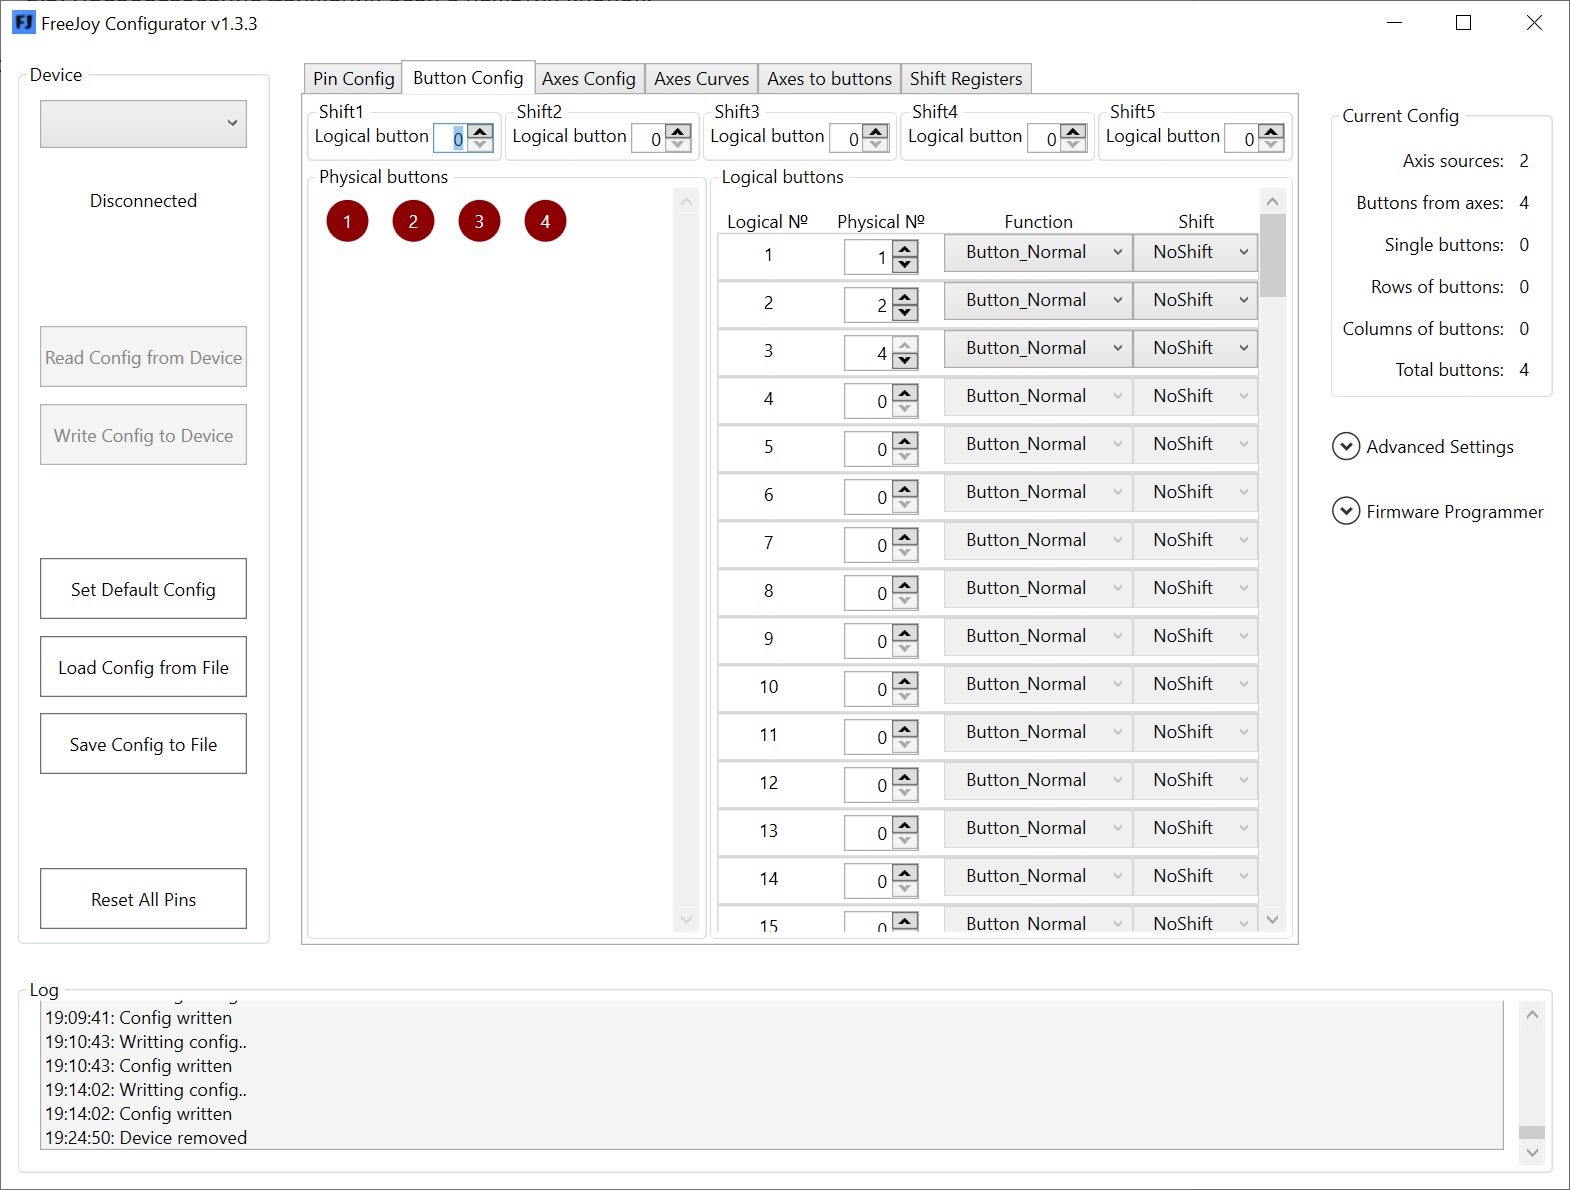 FreeJoy Configurator v1.3.3
Device
Disconnected
Read Config from Device
Write Config to Device
Set Default Config
Load Config from File
Save Config to File
Reset All Pins
Pin Config Button Config Axes Config Axes Curves Axes to buttons Shift Registers
Shift1 Shift2 Shift3 Shift4 Shift5
Logical button 0 Logical button 0 Logical button 0 Logical button 0 Logical button 0
Physical buttons
1 2 3 4
Logical buttons
Logical № Physical № Function Shift
1 1 Button_Normal NoShift
2 2 Button_Normal NoShift
3 4 Button_Normal NoShift
4 0 Button_Normal NoShift
5 0 Button_Normal NoShift
6 0 Button_Normal NoShift
7 0 Button_Normal NoShift
8 0 Button_Normal NoShift
9 0 Button_Normal NoShift
10 0 Button_Normal NoShift
11 0 Button_Normal NoShift
12 0 Button_Normal NoShift
13 0 Button_Normal NoShift
14 0 Button_Normal NoShift
15 0 Button_Normal NoShift
Current Config
Axis sources: 2
Buttons from axes: 4
Single buttons: 0
Rows of buttons: 0
Columns of buttons: 0
Total buttons: 4
Advanced Settings
Firmware Programmer
Log
19:09:41: Config written
19:10:43: Writting config..
19:10:43: Config written
19:14:02: Writting config..
19:14:02: Config written
19:24:50: Device removed